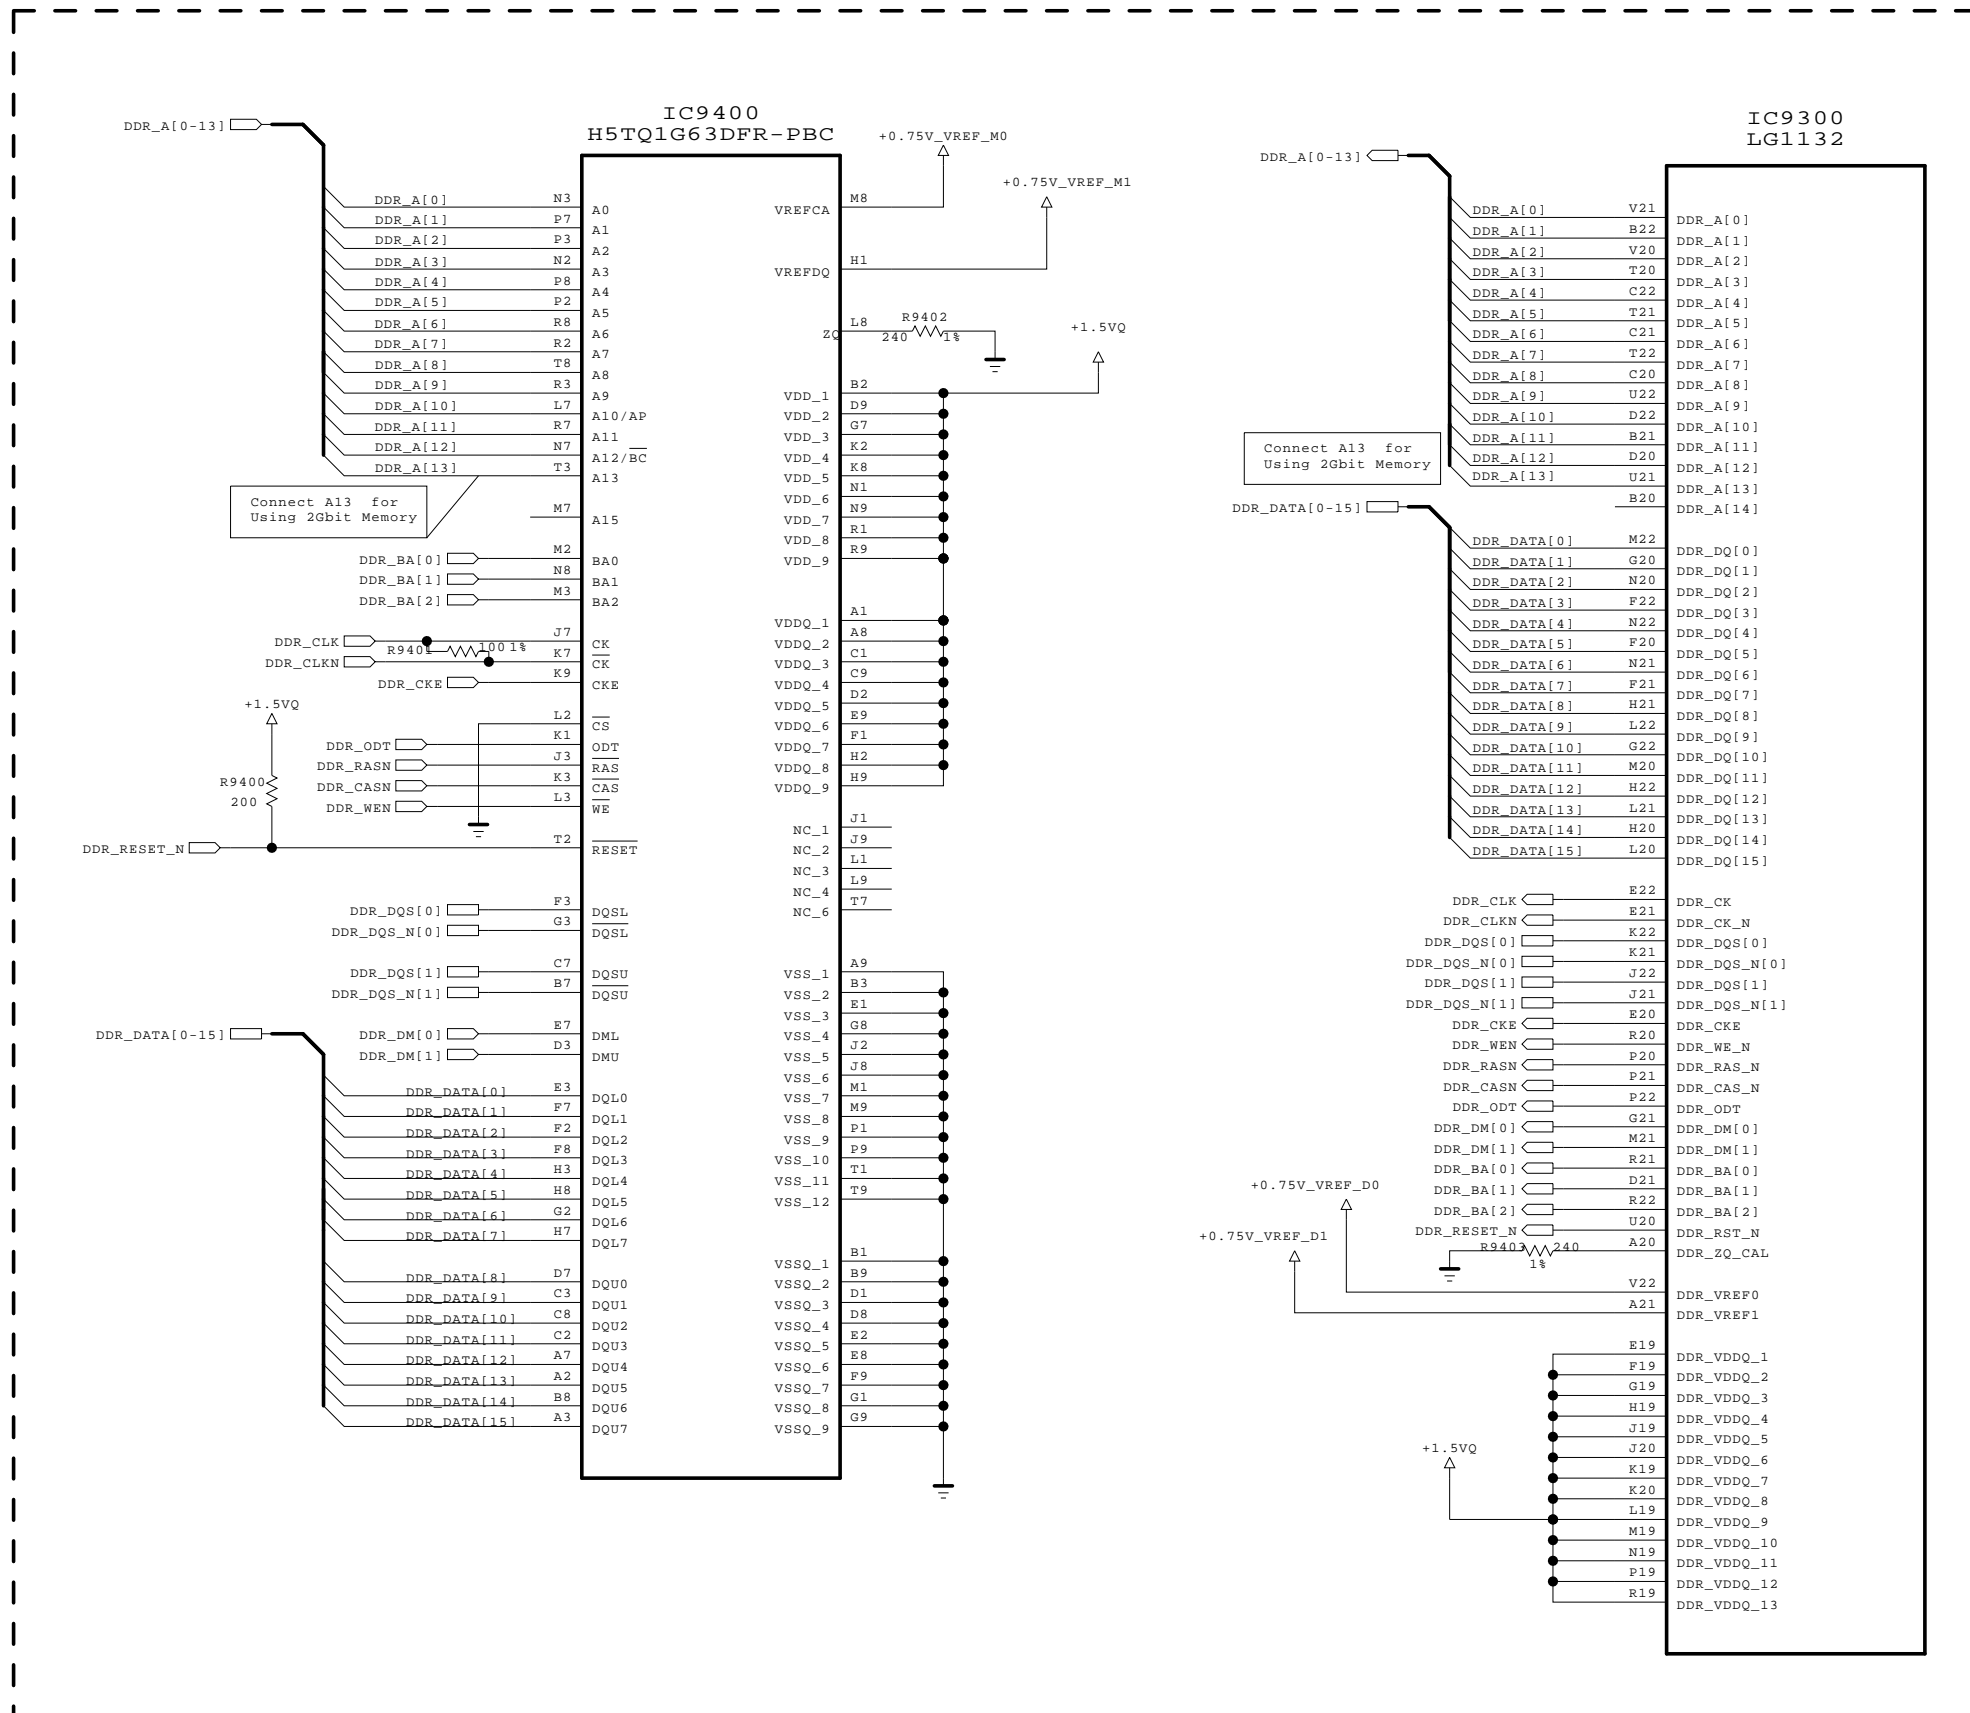 IC9400
H5TQ1G63DFR-PBC
DDR_A[0-13]
+0.75V_VREF_M0
+0.75V_VREF_M1
DDR_A[0] N3 A0
DDR_A[1] P7 A1
DDR_A[2] P3 A2
DDR_A[3] N2 A3
DDR_A[4] P8 A4
DDR_A[5] P2 A5
DDR_A[6] R8 A6
DDR_A[7] R2 A7
DDR_A[8] T8 A8
DDR_A[9] R3 A9
DDR_A[10] L7 A10/AP
DDR_A[11] R7 A11
DDR_A[12] N7 A12/BC
DDR_A[13] T3 A13
Connect A13 for
Using 2Gbit Memory
M7 A15
DDR_BA[0] M2 BA0
DDR_BA[1] N8 BA1
DDR_BA[2] M3 BA2
DDR_CLK J7 CK
R9401 100 1%
DDR_CLKN K7 CK
DDR_CKE K9 CKE
+1.5VQ
L2 CS
DDR_ODT K1 ODT
DDR_RASN J3 RAS
DDR_CASN K3 CAS
DDR_WEN L3 WE
R9400
200
DDR_RESET_N T2 RESET
DDR_DQS[0] F3 DQSL
DDR_DQS_N[0] G3 DQSL
DDR_DQS[1] C7 DQSU
DDR_DQS_N[1] B7 DQSU
DDR_DATA[0-15]
DDR_DM[0] E7 DML
DDR_DM[1] D3 DMU
DDR_DATA[0] E3 DQL0
DDR_DATA[1] F7 DQL1
DDR_DATA[2] F2 DQL2
DDR_DATA[3] F8 DQL3
DDR_DATA[4] H3 DQL4
DDR_DATA[5] H8 DQL5
DDR_DATA[6] G2 DQL6
DDR_DATA[7] H7 DQL7
DDR_DATA[8] D7 DQU0
DDR_DATA[9] C3 DQU1
DDR_DATA[10] C8 DQU2
DDR_DATA[11] C2 DQU3
DDR_DATA[12] A7 DQU4
DDR_DATA[13] A2 DQU5
DDR_DATA[14] B8 DQU6
DDR_DATA[15] A3 DQU7
VREFCA M8
VREFDQ H1
ZQ L8
R9402
240 1%
+1.5VQ
VDD_1 B2
VDD_2 D9
VDD_3 G7
VDD_4 K2
VDD_5 K8
VDD_6 N1
VDD_7 N9
VDD_8 R1
VDD_9 R9
VDDQ_1 A1
VDDQ_2 A8
VDDQ_3 C1
VDDQ_4 C9
VDDQ_5 D2
VDDQ_6 E9
VDDQ_7 F1
VDDQ_8 H2
VDDQ_9 H9
NC_1 J1
NC_2 J9
NC_3 L1
NC_4 L9
NC_6 T7
VSS_1 A9
VSS_2 B3
VSS_3 E1
VSS_4 G8
VSS_5 J2
VSS_6 J8
VSS_7 M1
VSS_8 M9
VSS_9 P1
VSS_10 P9
VSS_11 T1
VSS_12 T9
VSSQ_1 B1
VSSQ_2 B9
VSSQ_3 D1
VSSQ_4 D8
VSSQ_5 E2
VSSQ_6 E8
VSSQ_7 F9
VSSQ_8 G1
VSSQ_9 G9
IC9300
LG1132
DDR_A[0-13]
DDR_A[0] V21 DDR_A[0]
DDR_A[1] B22 DDR_A[1]
DDR_A[2] V20 DDR_A[2]
DDR_A[3] T20 DDR_A[3]
DDR_A[4] C22 DDR_A[4]
DDR_A[5] T21 DDR_A[5]
DDR_A[6] C21 DDR_A[6]
DDR_A[7] T22 DDR_A[7]
DDR_A[8] C20 DDR_A[8]
DDR_A[9] U22 DDR_A[9]
DDR_A[10] D22 DDR_A[10]
DDR_A[11] B21 DDR_A[11]
DDR_A[12] D20 DDR_A[12]
DDR_A[13] U21 DDR_A[13]
B20 DDR_A[14]
Connect A13 for
Using 2Gbit Memory
DDR_DATA[0-15]
DDR_DATA[0] M22 DDR_DQ[0]
DDR_DATA[1] G20 DDR_DQ[1]
DDR_DATA[2] N20 DDR_DQ[2]
DDR_DATA[3] F22 DDR_DQ[3]
DDR_DATA[4] N22 DDR_DQ[4]
DDR_DATA[5] F20 DDR_DQ[5]
DDR_DATA[6] N21 DDR_DQ[6]
DDR_DATA[7] F21 DDR_DQ[7]
DDR_DATA[8] H21 DDR_DQ[8]
DDR_DATA[9] L22 DDR_DQ[9]
DDR_DATA[10] G22 DDR_DQ[10]
DDR_DATA[11] M20 DDR_DQ[11]
DDR_DATA[12] H22 DDR_DQ[12]
DDR_DATA[13] L21 DDR_DQ[13]
DDR_DATA[14] H20 DDR_DQ[14]
DDR_DATA[15] L20 DDR_DQ[15]
DDR_CLK E22 DDR_CK
DDR_CLKN E21 DDR_CK_N
DDR_DQS[0] K22 DDR_DQS[0]
DDR_DQS_N[0] K21 DDR_DQS_N[0]
DDR_DQS[1] J22 DDR_DQS[1]
DDR_DQS_N[1] J21 DDR_DQS_N[1]
DDR_CKE E20 DDR_CKE
DDR_WEN R20 DDR_WE_N
DDR_RASN P20 DDR_RAS_N
DDR_CASN P21 DDR_CAS_N
DDR_ODT P22 DDR_ODT
DDR_DM[0] G21 DDR_DM[0]
DDR_DM[1] M21 DDR_DM[1]
DDR_BA[0] R21 DDR_BA[0]
DDR_BA[1] D21 DDR_BA[1]
DDR_BA[2] R22 DDR_BA[2]
DDR_RESET_N U20 DDR_RST_N
R9403 240 A20 DDR_ZQ_CAL
1%
+0.75V_VREF_D0
+0.75V_VREF_D1
V22 DDR_VREF0
A21 DDR_VREF1
E19 DDR_VDDQ_1
F19 DDR_VDDQ_2
G19 DDR_VDDQ_3
H19 DDR_VDDQ_4
J19 DDR_VDDQ_5
J20 DDR_VDDQ_6
K19 DDR_VDDQ_7
K20 DDR_VDDQ_8
L19 DDR_VDDQ_9
M19 DDR_VDDQ_10
N19 DDR_VDDQ_11
P19 DDR_VDDQ_12
R19 DDR_VDDQ_13
+1.5VQ